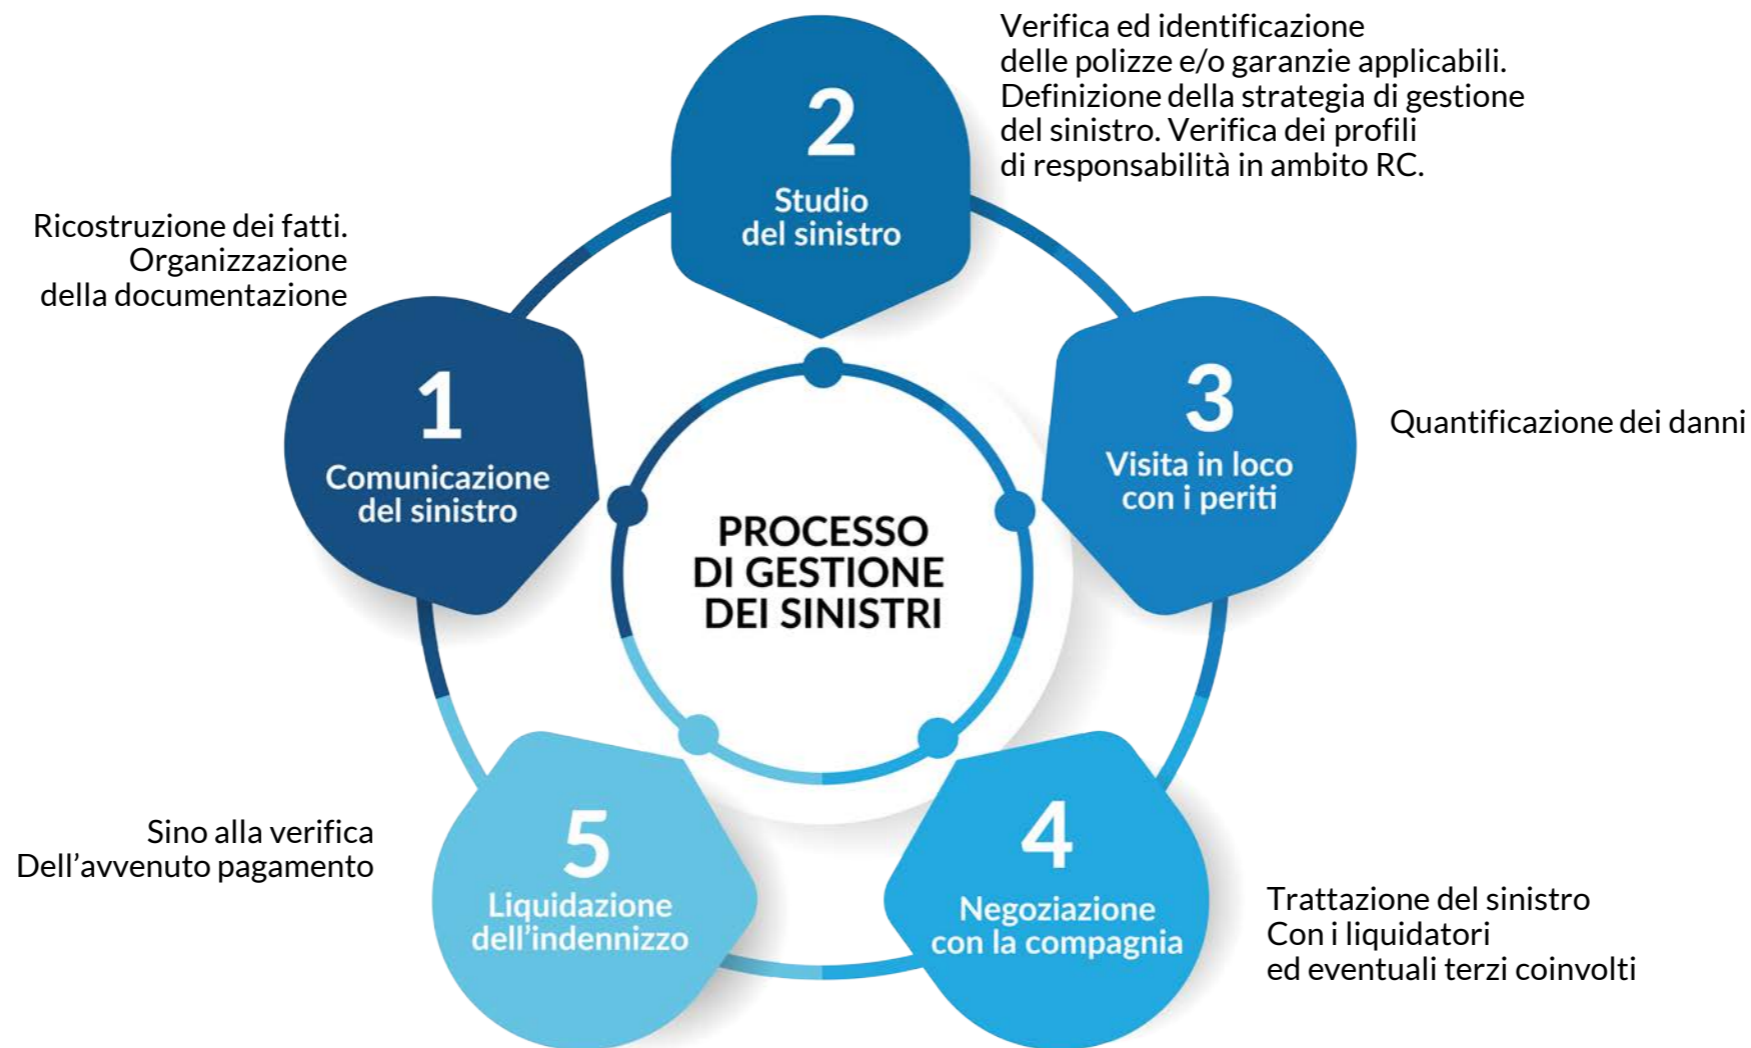 Ricostruzione dei fatti.
Organizzazione
della documentazione
1
Comunicazione
del sinistro
Verifica ed identificazione
delle polizze e/o garanzie applicabili.
Definizione della strategia di gestione
del sinistro. Verifica dei profili
di responsabilità in ambito RC.
2
Studio
del sinistro
3
Visita in loco
con i periti
Quantificazione dei danni
PROCESSO
DI GESTIONE
DEI SINISTRI
4
Negoziazione
con la compagnia
Trattazione del sinistro
Con i liquidatori
ed eventuali terzi coinvolti
5
Liquidazione
dell'indennizzo
Sino alla verifica
Dell'avvenuto pagamento